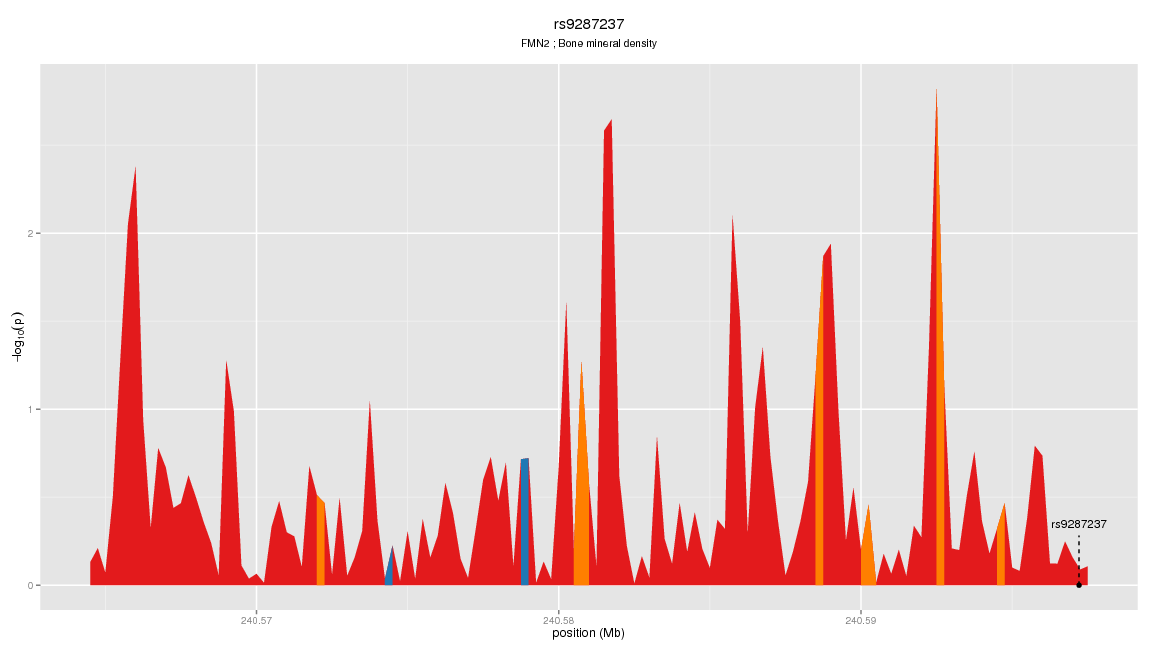 rs9287237
FMN2 ; Bone mineral density
2
1
0
−log10(p)
rs9287237
240.57 240.58 240.59
position (Mb)